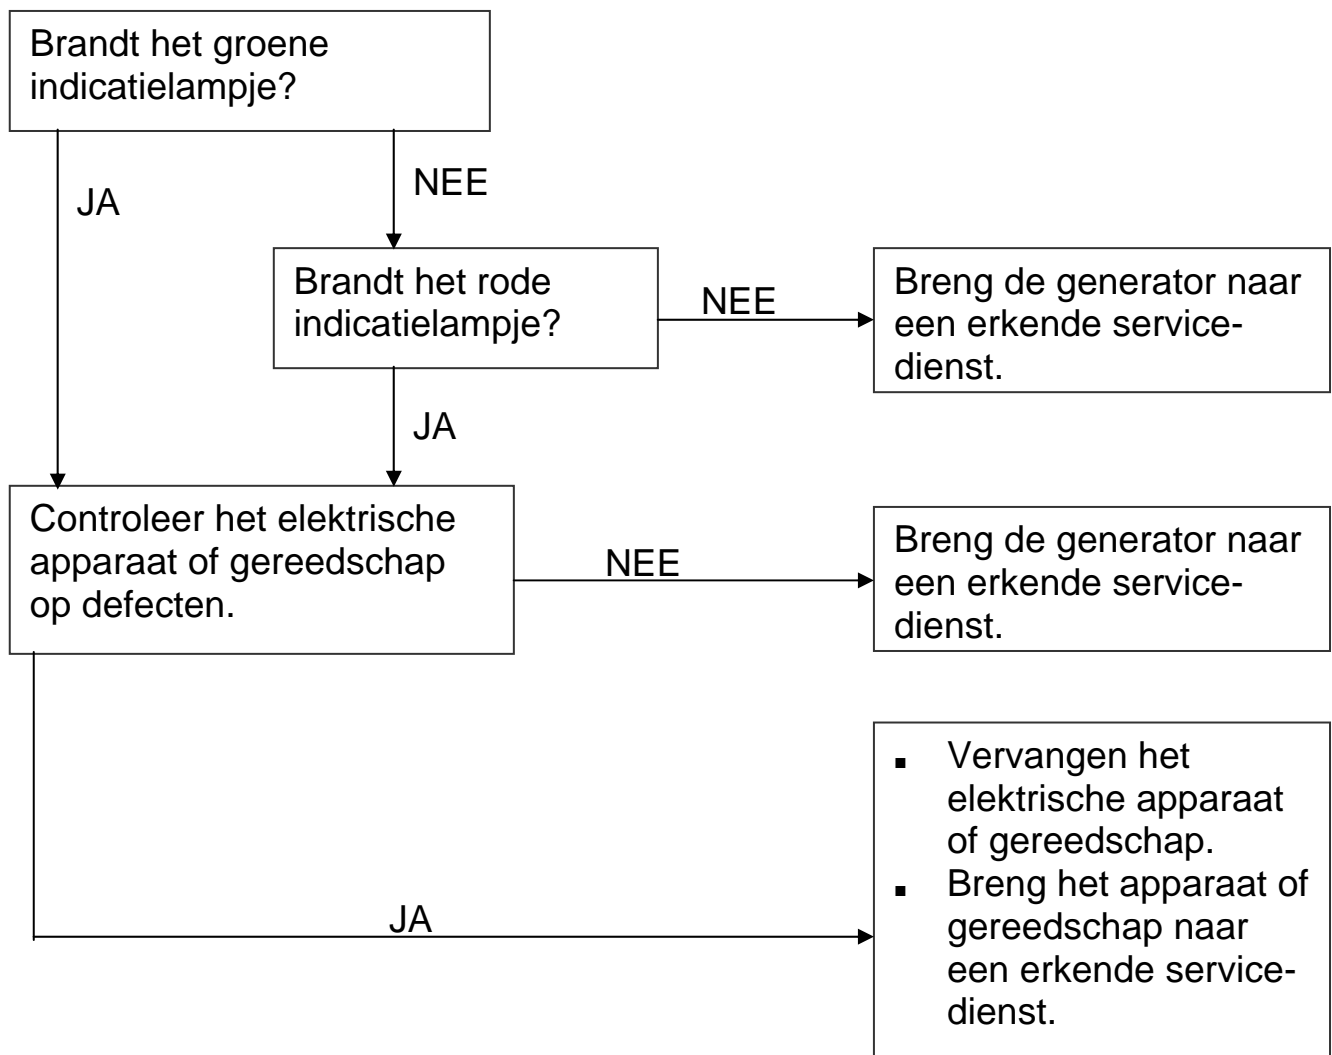 Brandt het groene
indicatielampje?
JA
NEE
Brandt het rode
indicatielampje?
NEE
Breng de generator naar
een erkende service-
dienst.
JA
Controleer het elektrische
apparaat of gereedschap
op defecten.
NEE
Breng de generator naar
een erkende service-
dienst.
JA
▪ Vervangen het
elektrische apparaat
of gereedschap.
▪ Breng het apparaat of
gereedschap naar
een erkende service-
dienst.